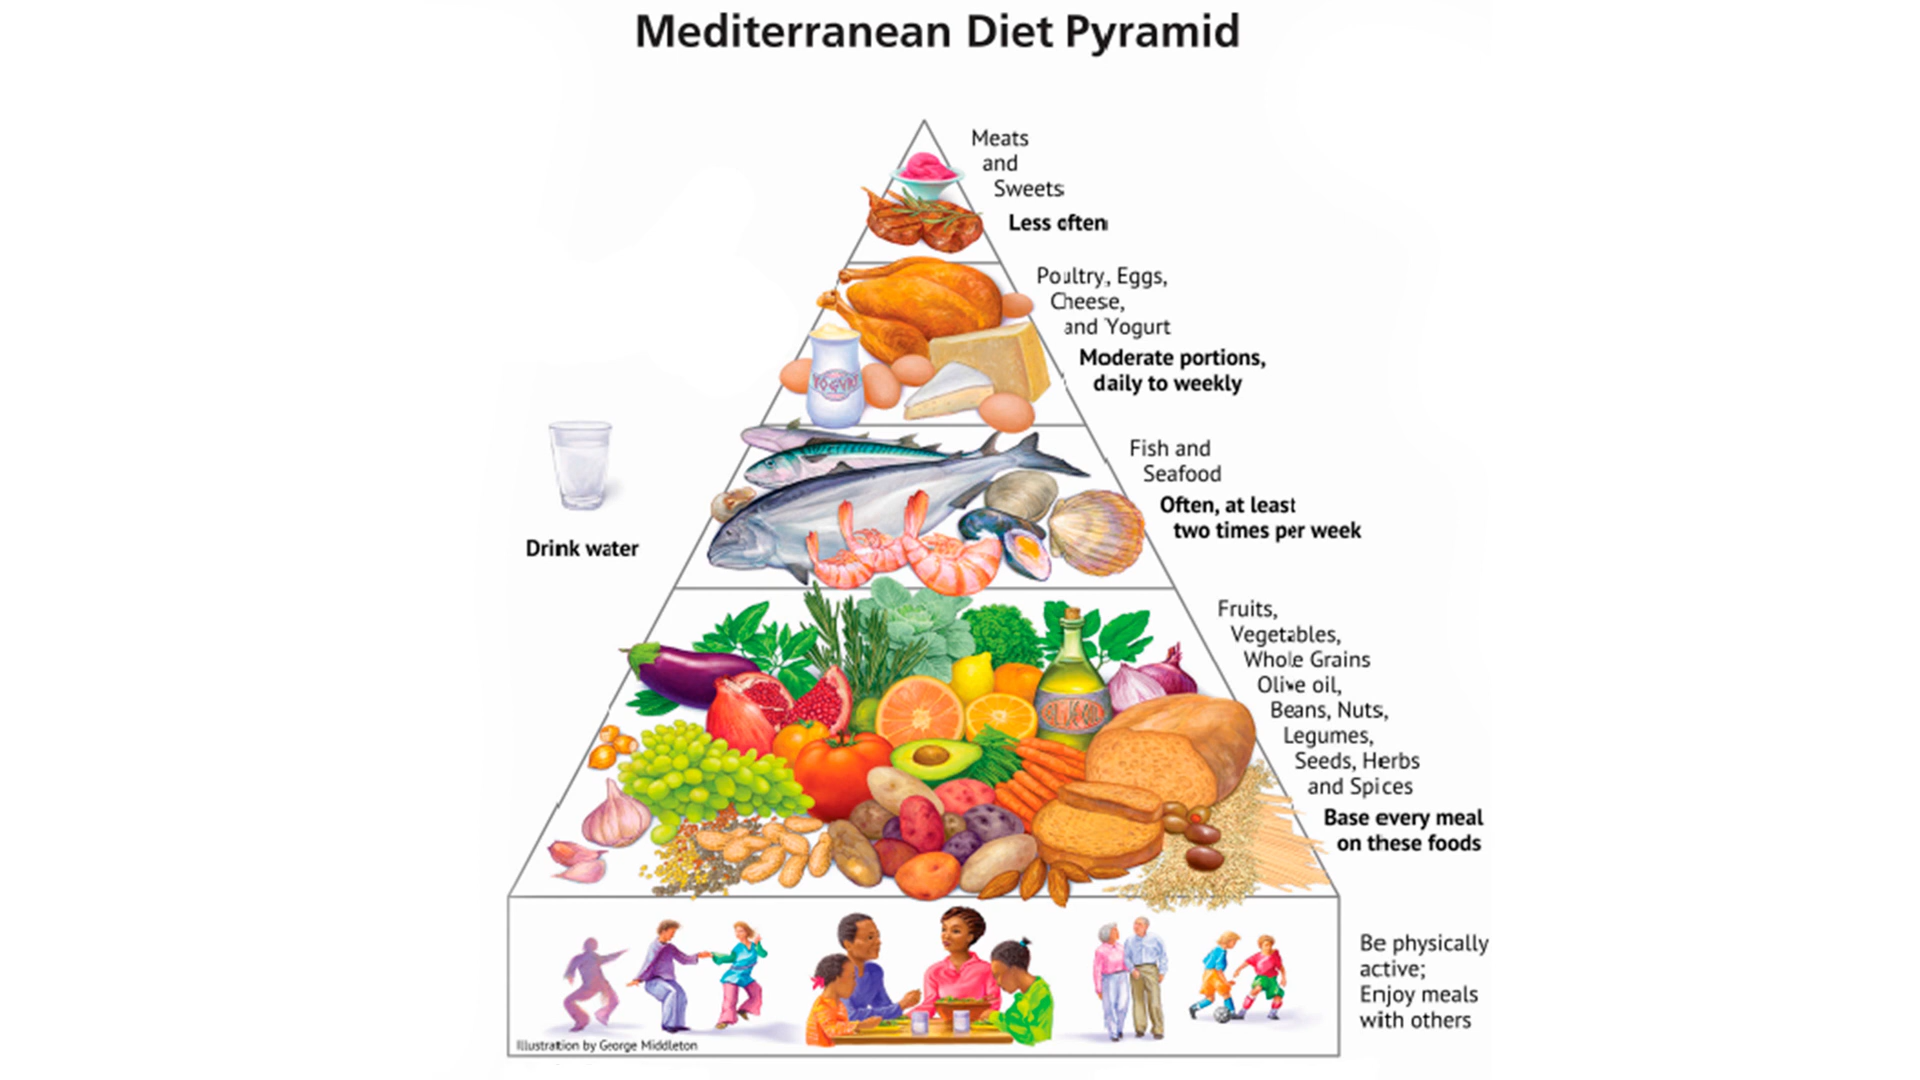 Mediterranean Diet Pyramid
Meats
and
Sweets
Less often
Poultry, Eggs,
Cheese,
and Yogurt
Moderate portions,
daily to weekly
YOGURT
Fish and
Seafood
Often, at least
two times per week
Drink water
Fruits,
Vegetables,
Whole Grains
Olive oil,
Beans, Nuts,
Legumes,
Seeds, Herbs
and Spices
Base every meal
on these foods
Be physically
active;
Enjoy meals
with others
Illustration by George Middleton